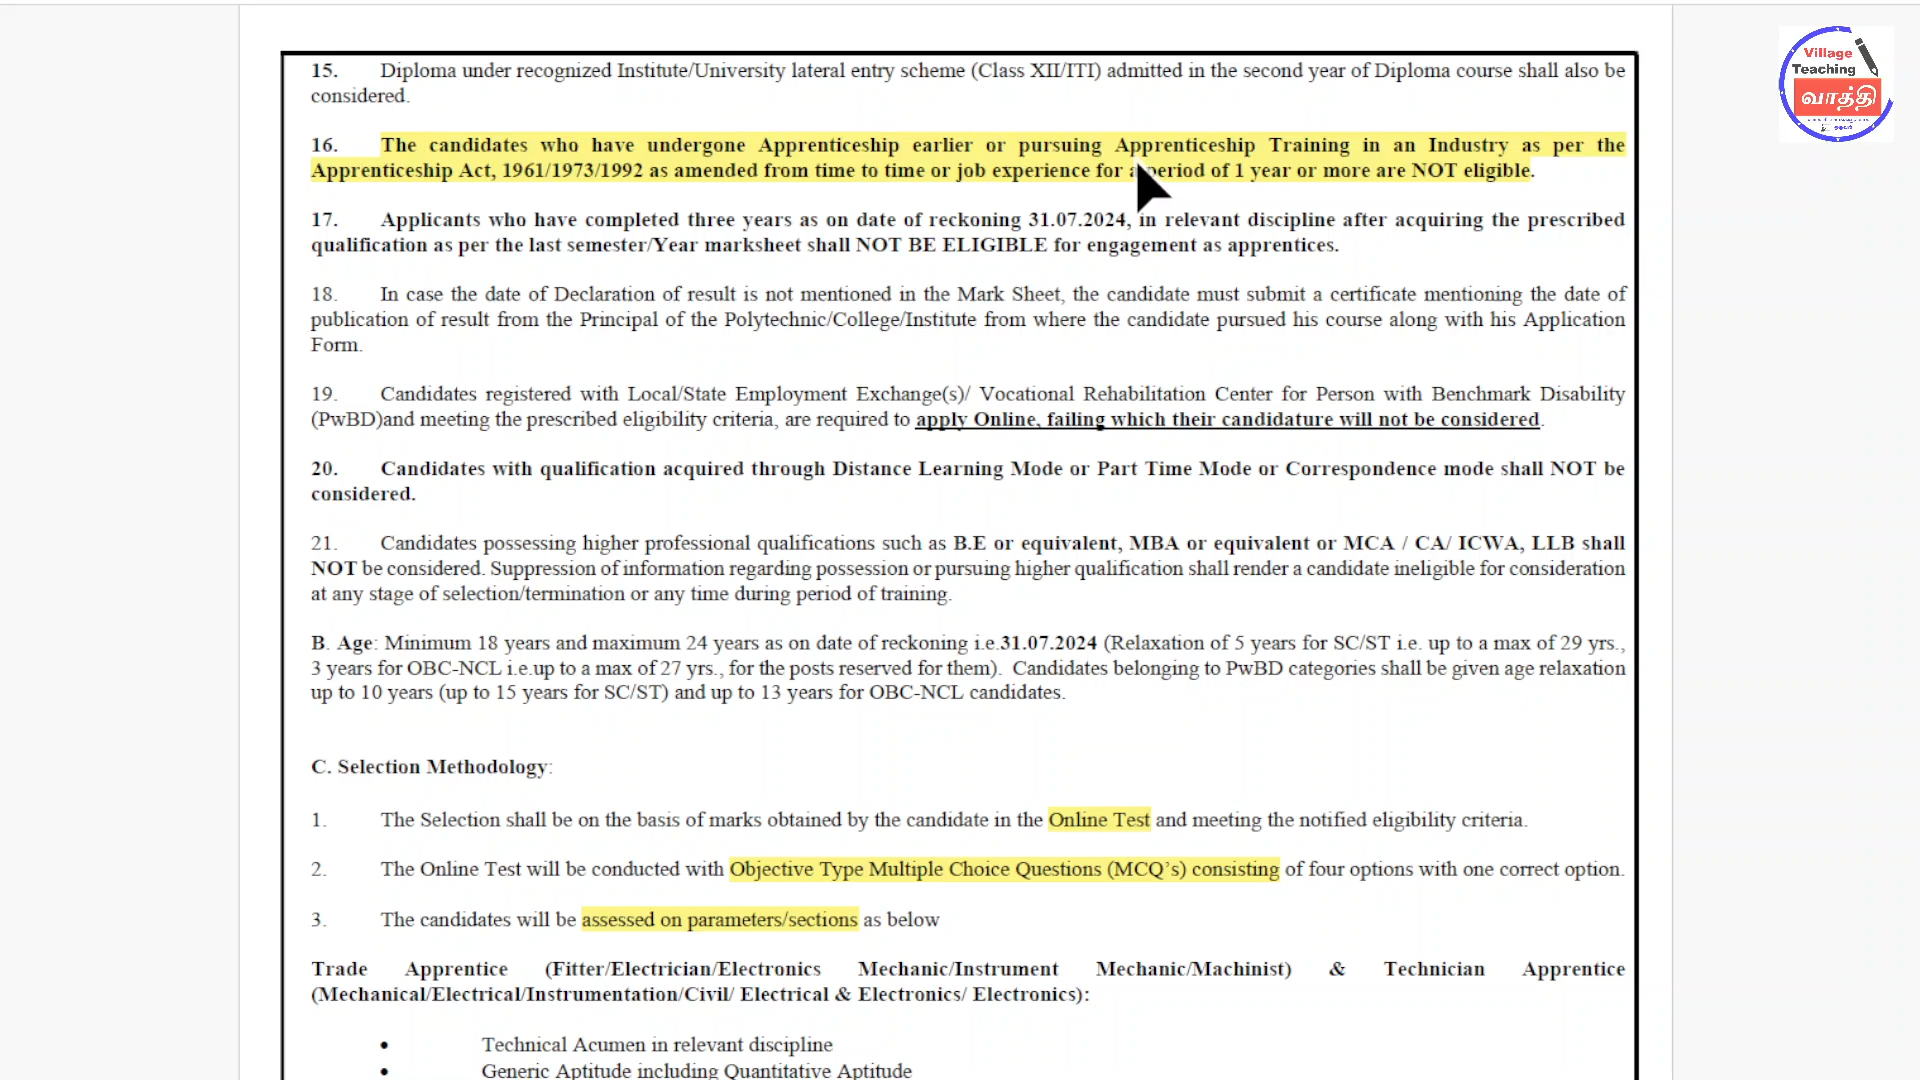 Village
Teaching
வாத்தி
15. Diploma under recognized Institute/University lateral entry scheme (Class XII/ITI) admitted in the second year of Diploma course shall also be
considered.
16. The candidates who have undergone Apprenticeship earlier or pursuing Apprenticeship Training in an Industry as per the
Apprenticeship Act, 1961/1973/1992 as amended from time to time or job experience for a period of 1 year or more are NOT eligible.
17. Applicants who have completed three years as on date of reckoning 31.07.2024, in relevant discipline after acquiring the prescribed
qualification as per the last semester/Year marksheet shall NOT BE ELIGIBLE for engagement as apprentices.
18. In case the date of Declaration of result is not mentioned in the Mark Sheet, the candidate must submit a certificate mentioning the date of
publication of result from the Principal of the Polytechnic/College/Institute from where the candidate pursued his course along with his Application
Form.
19. Candidates registered with Local/State Employment Exchange(s)/ Vocational Rehabilitation Center for Person with Benchmark Disability
(PwBD)and meeting the prescribed eligibility criteria, are required to apply Online, failing which their candidature will not be considered.
20. Candidates with qualification acquired through Distance Learning Mode or Part Time Mode or Correspondence mode shall NOT be
considered.
21. Candidates possessing higher professional qualifications such as B.E or equivalent, MBA or equivalent or MCA / CA/ ICWA, LLB shall
NOT be considered. Suppression of information regarding possession or pursuing higher qualification shall render a candidate ineligible for consideration
at any stage of selection/termination or any time during period of training.
B. Age: Minimum 18 years and maximum 24 years as on date of reckoning i.e.31.07.2024 (Relaxation of 5 years for SC/ST i.e. up to a max of 29 yrs.,
3 years for OBC-NCL i.e.up to a max of 27 yrs., for the posts reserved for them). Candidates belonging to PwBD categories shall be given age relaxation
up to 10 years (up to 15 years for SC/ST) and up to 13 years for OBC-NCL candidates.
C. Selection Methodology:
1. The Selection shall be on the basis of marks obtained by the candidate in the Online Test and meeting the notified eligibility criteria.
2. The Online Test will be conducted with Objective Type Multiple Choice Questions (MCQ’s) consisting of four options with one correct option.
3. The candidates will be assessed on parameters/sections as below
Trade Apprentice (Fitter/Electrician/Electronics Mechanic/Instrument Mechanic/Machinist) & Technician Apprentice
(Mechanical/Electrical/Instrumentation/Civil/ Electrical & Electronics/ Electronics):
• Technical Acumen in relevant discipline
• Generic Aptitude including Quantitative Aptitude